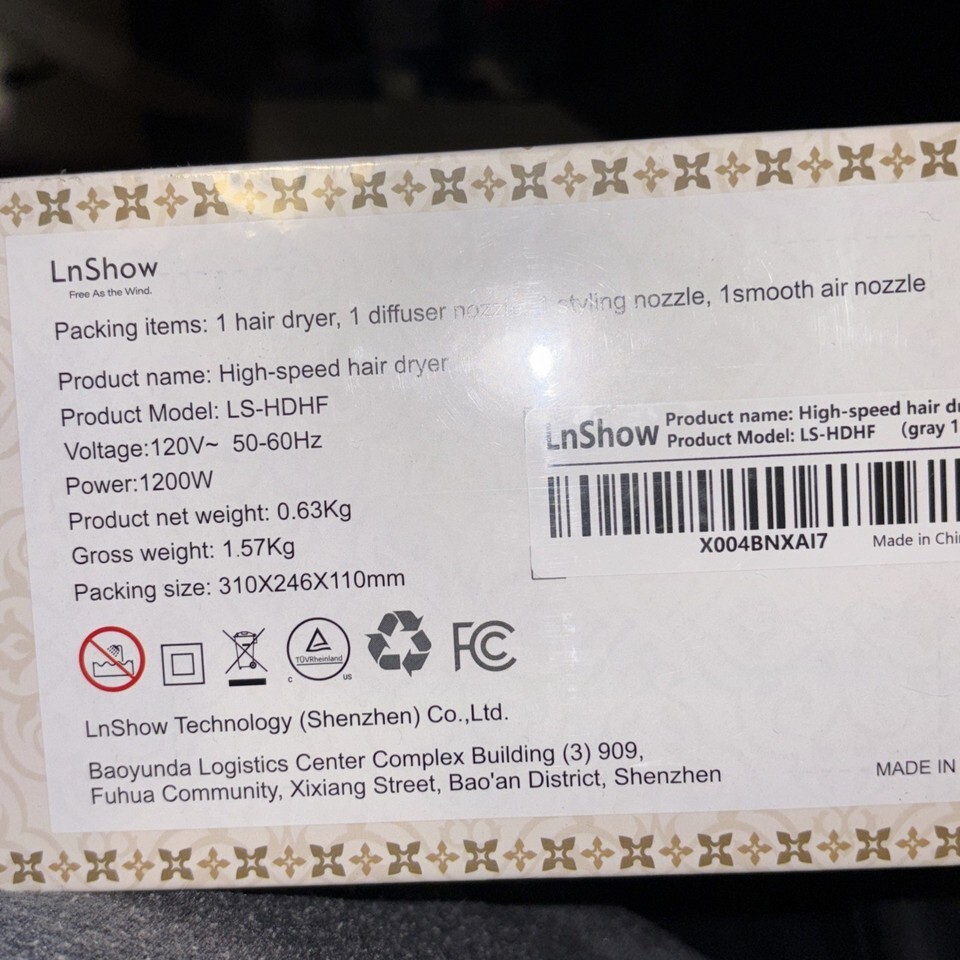 LnShow
Free As the Wind.
Packing items: 1 hair dryer, 1 diffuser styling nozzle, 1smooth air nozzle
Product name: High-speed hair dryer
Product Model: LS-HDHF
Voltage:120V~ 50-60Hz
Power:1200W
Product net weight: 0.63Kg
Gross weight: 1.57Kg
Packing size: 310X246X110mm
LnShow
Product name: High-speed hair
Product Model: LS-HDHF (gray
X004BNXAI7
Made in
TÜVRheinland
C US
FC
LnShow Technology (Shenzhen) Co.,Ltd.
Baoyunda Logistics Center Complex Building (3) 909,
Fuhua Community, Xixiang Street, Bao'an District, Shenzhen
MADE IN